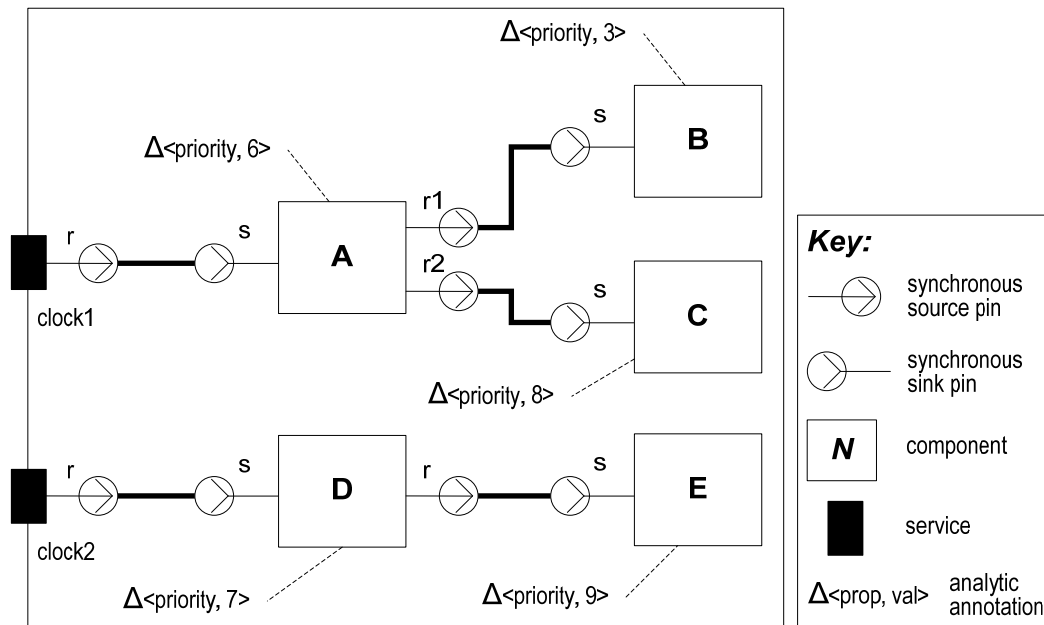 Δ<priority, 3>
s
B
Δ<priority, 6>
r1
r
s
A
r2
s
C
clock1
Δ<priority, 8>
r
s
D
r
s
E
clock2
Δ<priority, 7>
Δ<priority, 9>
Key:
synchronous
source pin
synchronous
sink pin
N
component
service
Δ<prop, val>
analytic
annotation